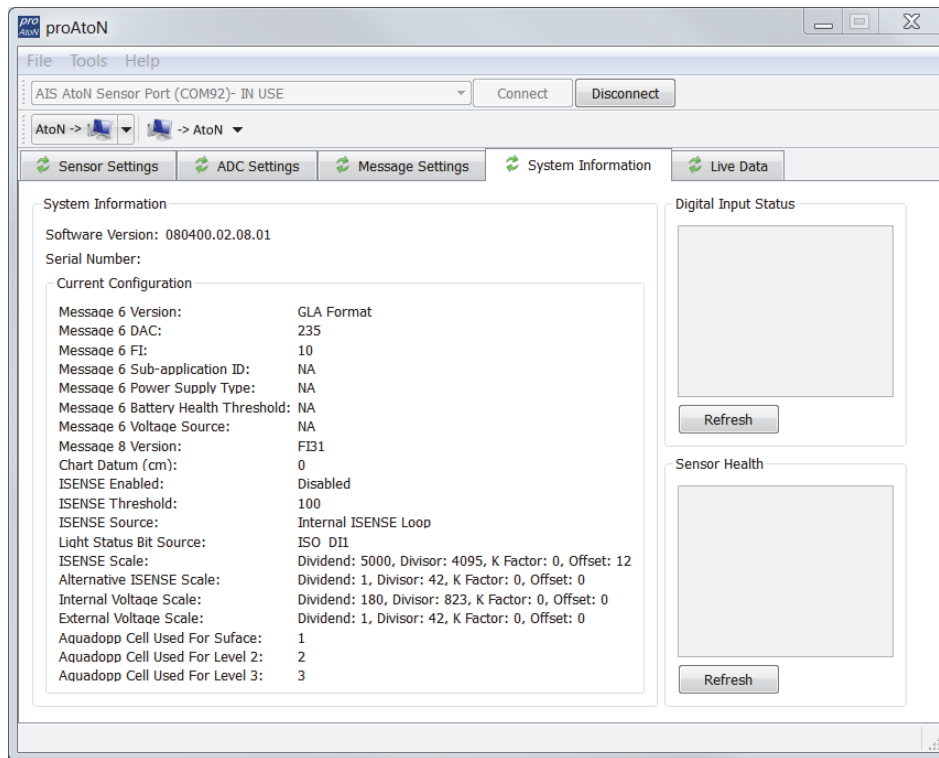 pro AtoN proAtoN
File Tools Help
AIS AtoN Sensor Port (COM92)- IN USE Connect Disconnect
AtoN -> -> AtoN
Sensor Settings ADC Settings Message Settings System Information Live Data
System Information
Software Version: 080400.02.08.01
Serial Number:
Current Configuration
Message 6 Version: GLA Format
Message 6 DAC: 235
Message 6 FI: 10
Message 6 Sub-application ID: NA
Message 6 Power Supply Type: NA
Message 6 Battery Health Threshold: NA
Message 6 Voltage Source: NA
Message 8 Version: FI31
Chart Datum (cm): 0
ISENSE Enabled: Disabled
ISENSE Threshold: 100
ISENSE Source: Internal ISENSE Loop
Light Status Bit Source: ISO DI1
ISENSE Scale: Dividend: 5000, Divisor: 4095, K Factor: 0, Offset: 12
Alternative ISENSE Scale: Dividend: 1, Divisor: 42, K Factor: 0, Offset: 0
Internal Voltage Scale: Dividend: 180, Divisor: 823, K Factor: 0, Offset: 0
External Voltage Scale: Dividend: 1, Divisor: 42, K Factor: 0, Offset: 0
Aquadopp Cell Used For Suface: 1
Aquadopp Cell Used For Level 2: 2
Aquadopp Cell Used For Level 3: 3
Digital Input Status
Refresh
Sensor Health
Refresh